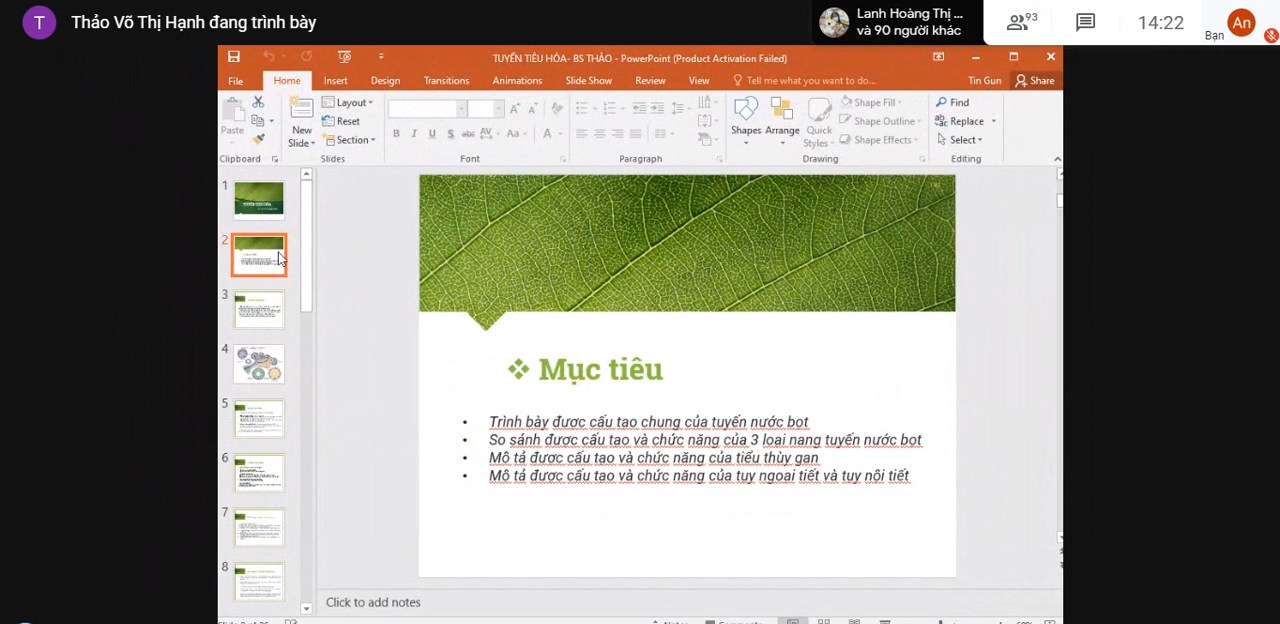 T Thảo Võ Thị Hạnh đang trình bày
Lanh Hoàng Thị ...
và 90 người khác
93
14:22
Bạn
An
TUYẾN TIÊU HÓA- BS THẢO - PowerPoint (Product Activation Failed)
File Home Insert Design Transitions Animations Slide Show Review View Tell me what you want to do... Tin Gun Share
Paste
New
Slide
Layout
Reset
Section
B I U S abc AV Aa A
Shapes Arrange Quick
Styles
Shape Fill
Shape Outline
Shape Effects
Find
Replace
Select
Clipboard Slides Font Paragraph Drawing Editing
1
2
3
4
5
6
7
8
❖ Mục tiêu
• Trình bày được cấu tạo chung của tuyến nước bọt
• So sánh được cấu tạo và chức năng của 3 loại nang tuyến nước bọt
• Mô tả được cấu tạo và chức năng của tiểu thùy gan
• Mô tả được cấu tạo và chức năng của tụy ngoại tiết và tụy nội tiết
Click to add notes